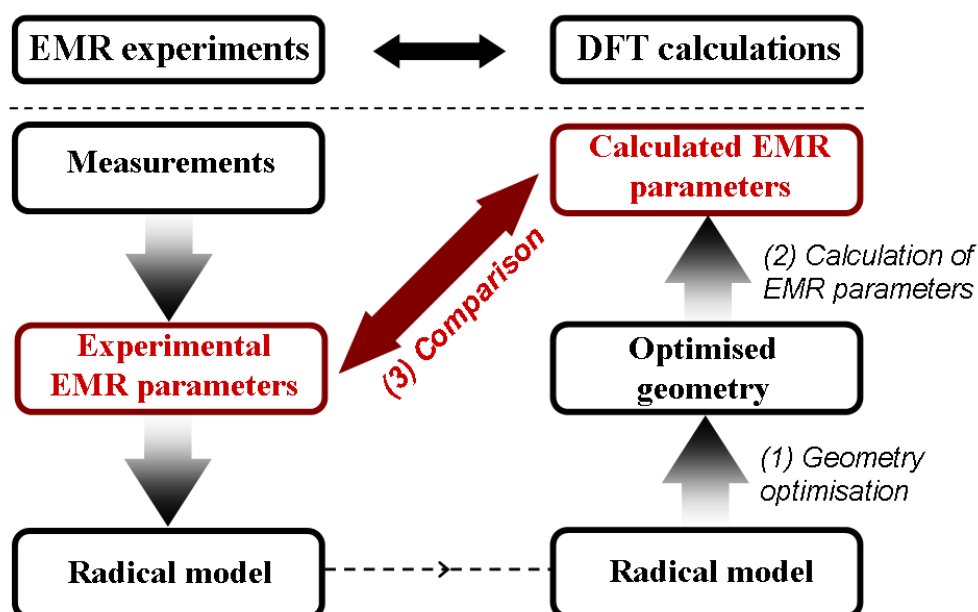 EMR experiments
DFT calculations
Measurements
Calculated EMR
parameters
(2) Calculation of
EMR parameters
(3) Comparison
Experimental
EMR parameters
Optimised
geometry
(1) Geometry
optimisation
Radical model
Radical model